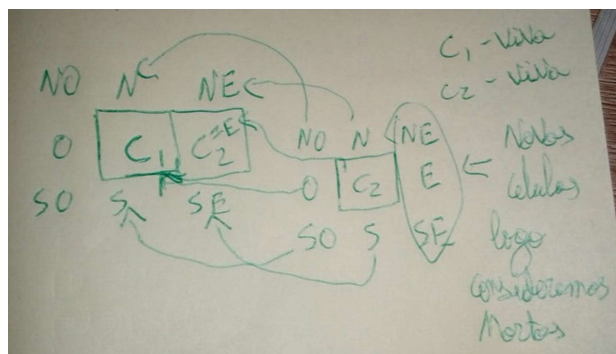 NO N NE
O C₁ C₂=E
SO S SE
NO N NE
O C₂ E
SO S SE
C₁ - viva
C₂ - viva
Novas
células
logo
consideramos
Mortas